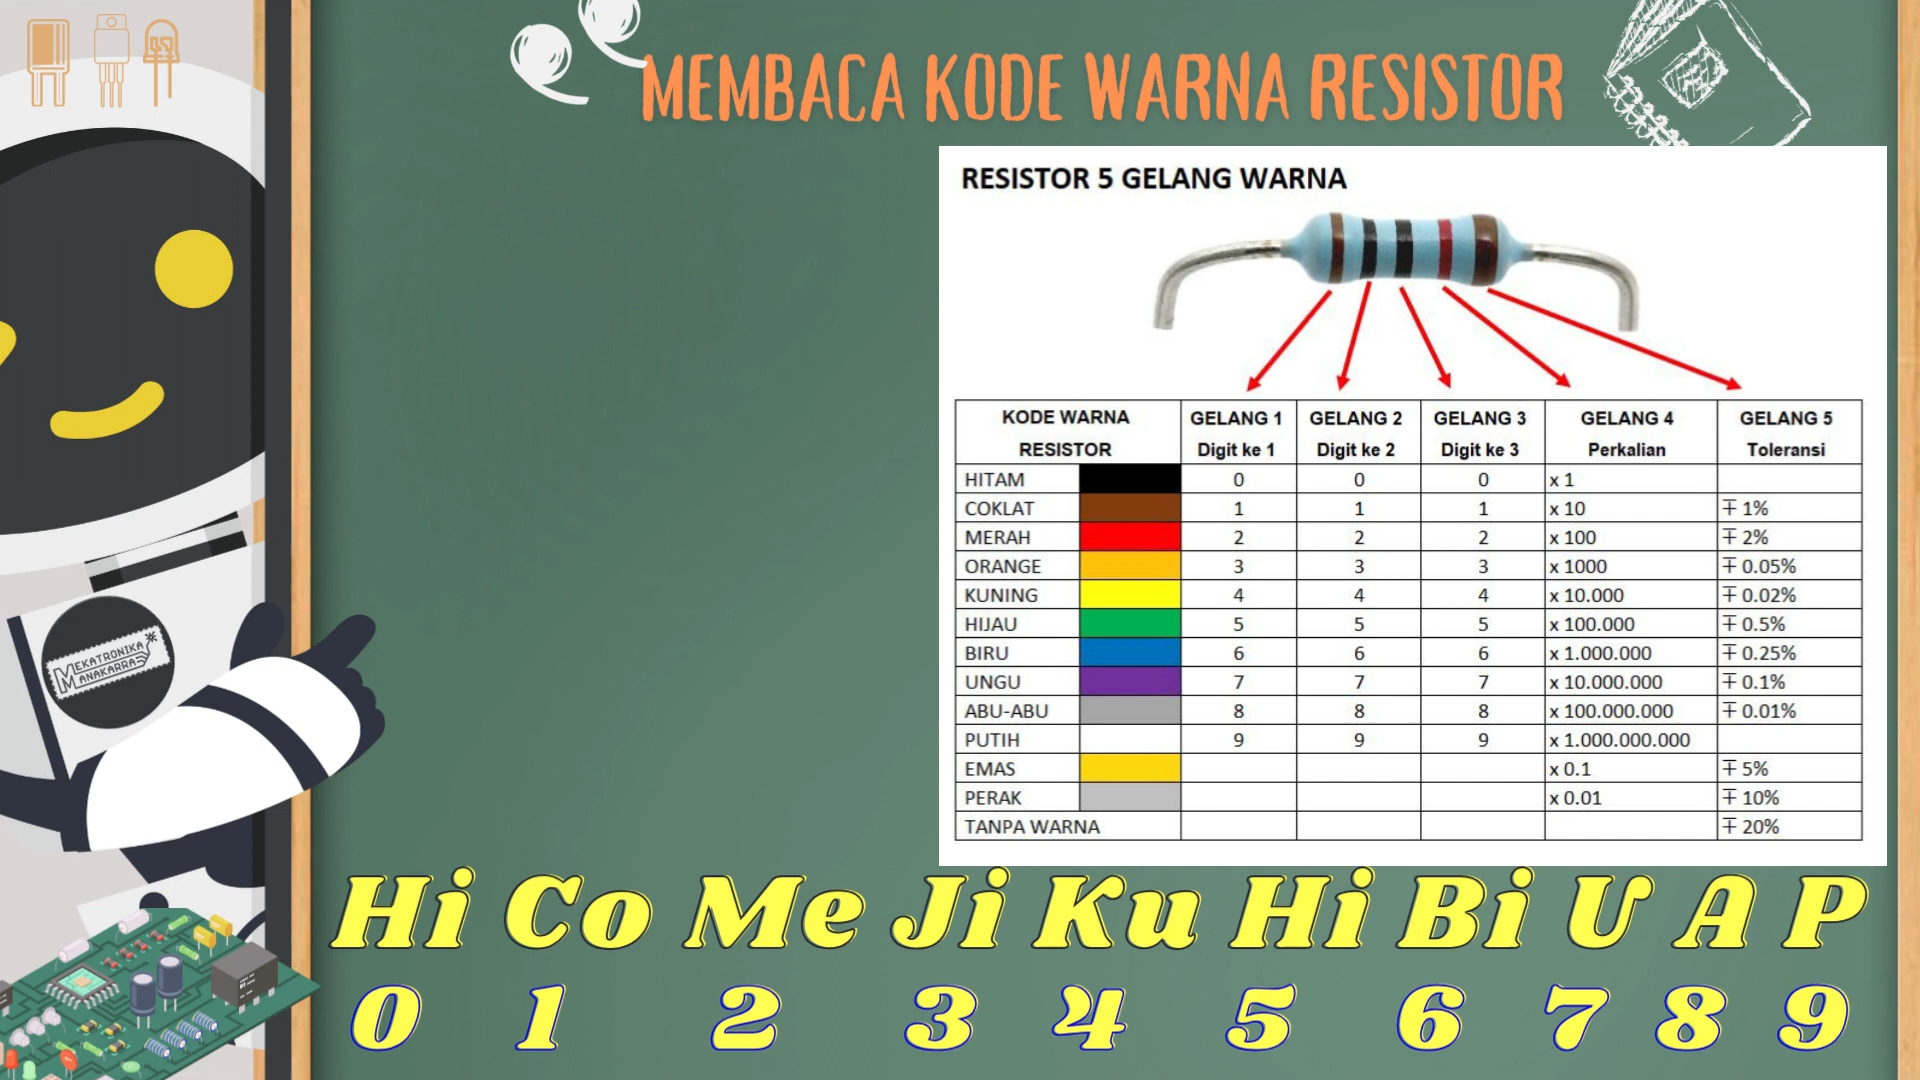 MEMBACA KODE WARNA RESISTOR
RESISTOR 5 GELANG WARNA
KODE WARNA RESISTOR GELANG 1 Digit ke 1 GELANG 2 Digit ke 2 GELANG 3 Digit ke 3 GELANG 4 Perkalian GELANG 5 Toleransi
HITAM 0 0 0 x 1
COKLAT 1 1 1 x 10 ∓ 1%
MERAH 2 2 2 x 100 ∓ 2%
ORANGE 3 3 3 x 1000 ∓ 0.05%
KUNING 4 4 4 x 10.000 ∓ 0.02%
HIJAU 5 5 5 x 100.000 ∓ 0.5%
BIRU 6 6 6 x 1.000.000 ∓ 0.25%
UNGU 7 7 7 x 10.000.000 ∓ 0.1%
ABU-ABU 8 8 8 x 100.000.000 ∓ 0.01%
PUTIH 9 9 9 x 1.000.000.000
EMAS x 0.1 ∓ 5%
PERAK x 0.01 ∓ 10%
TANPA WARNA ∓ 20%
MEKATRONIKA
MANAKARRA
Hi Co Me Ji Ku Hi Bi U A P
0 1 2 3 4 5 6 7 8 9